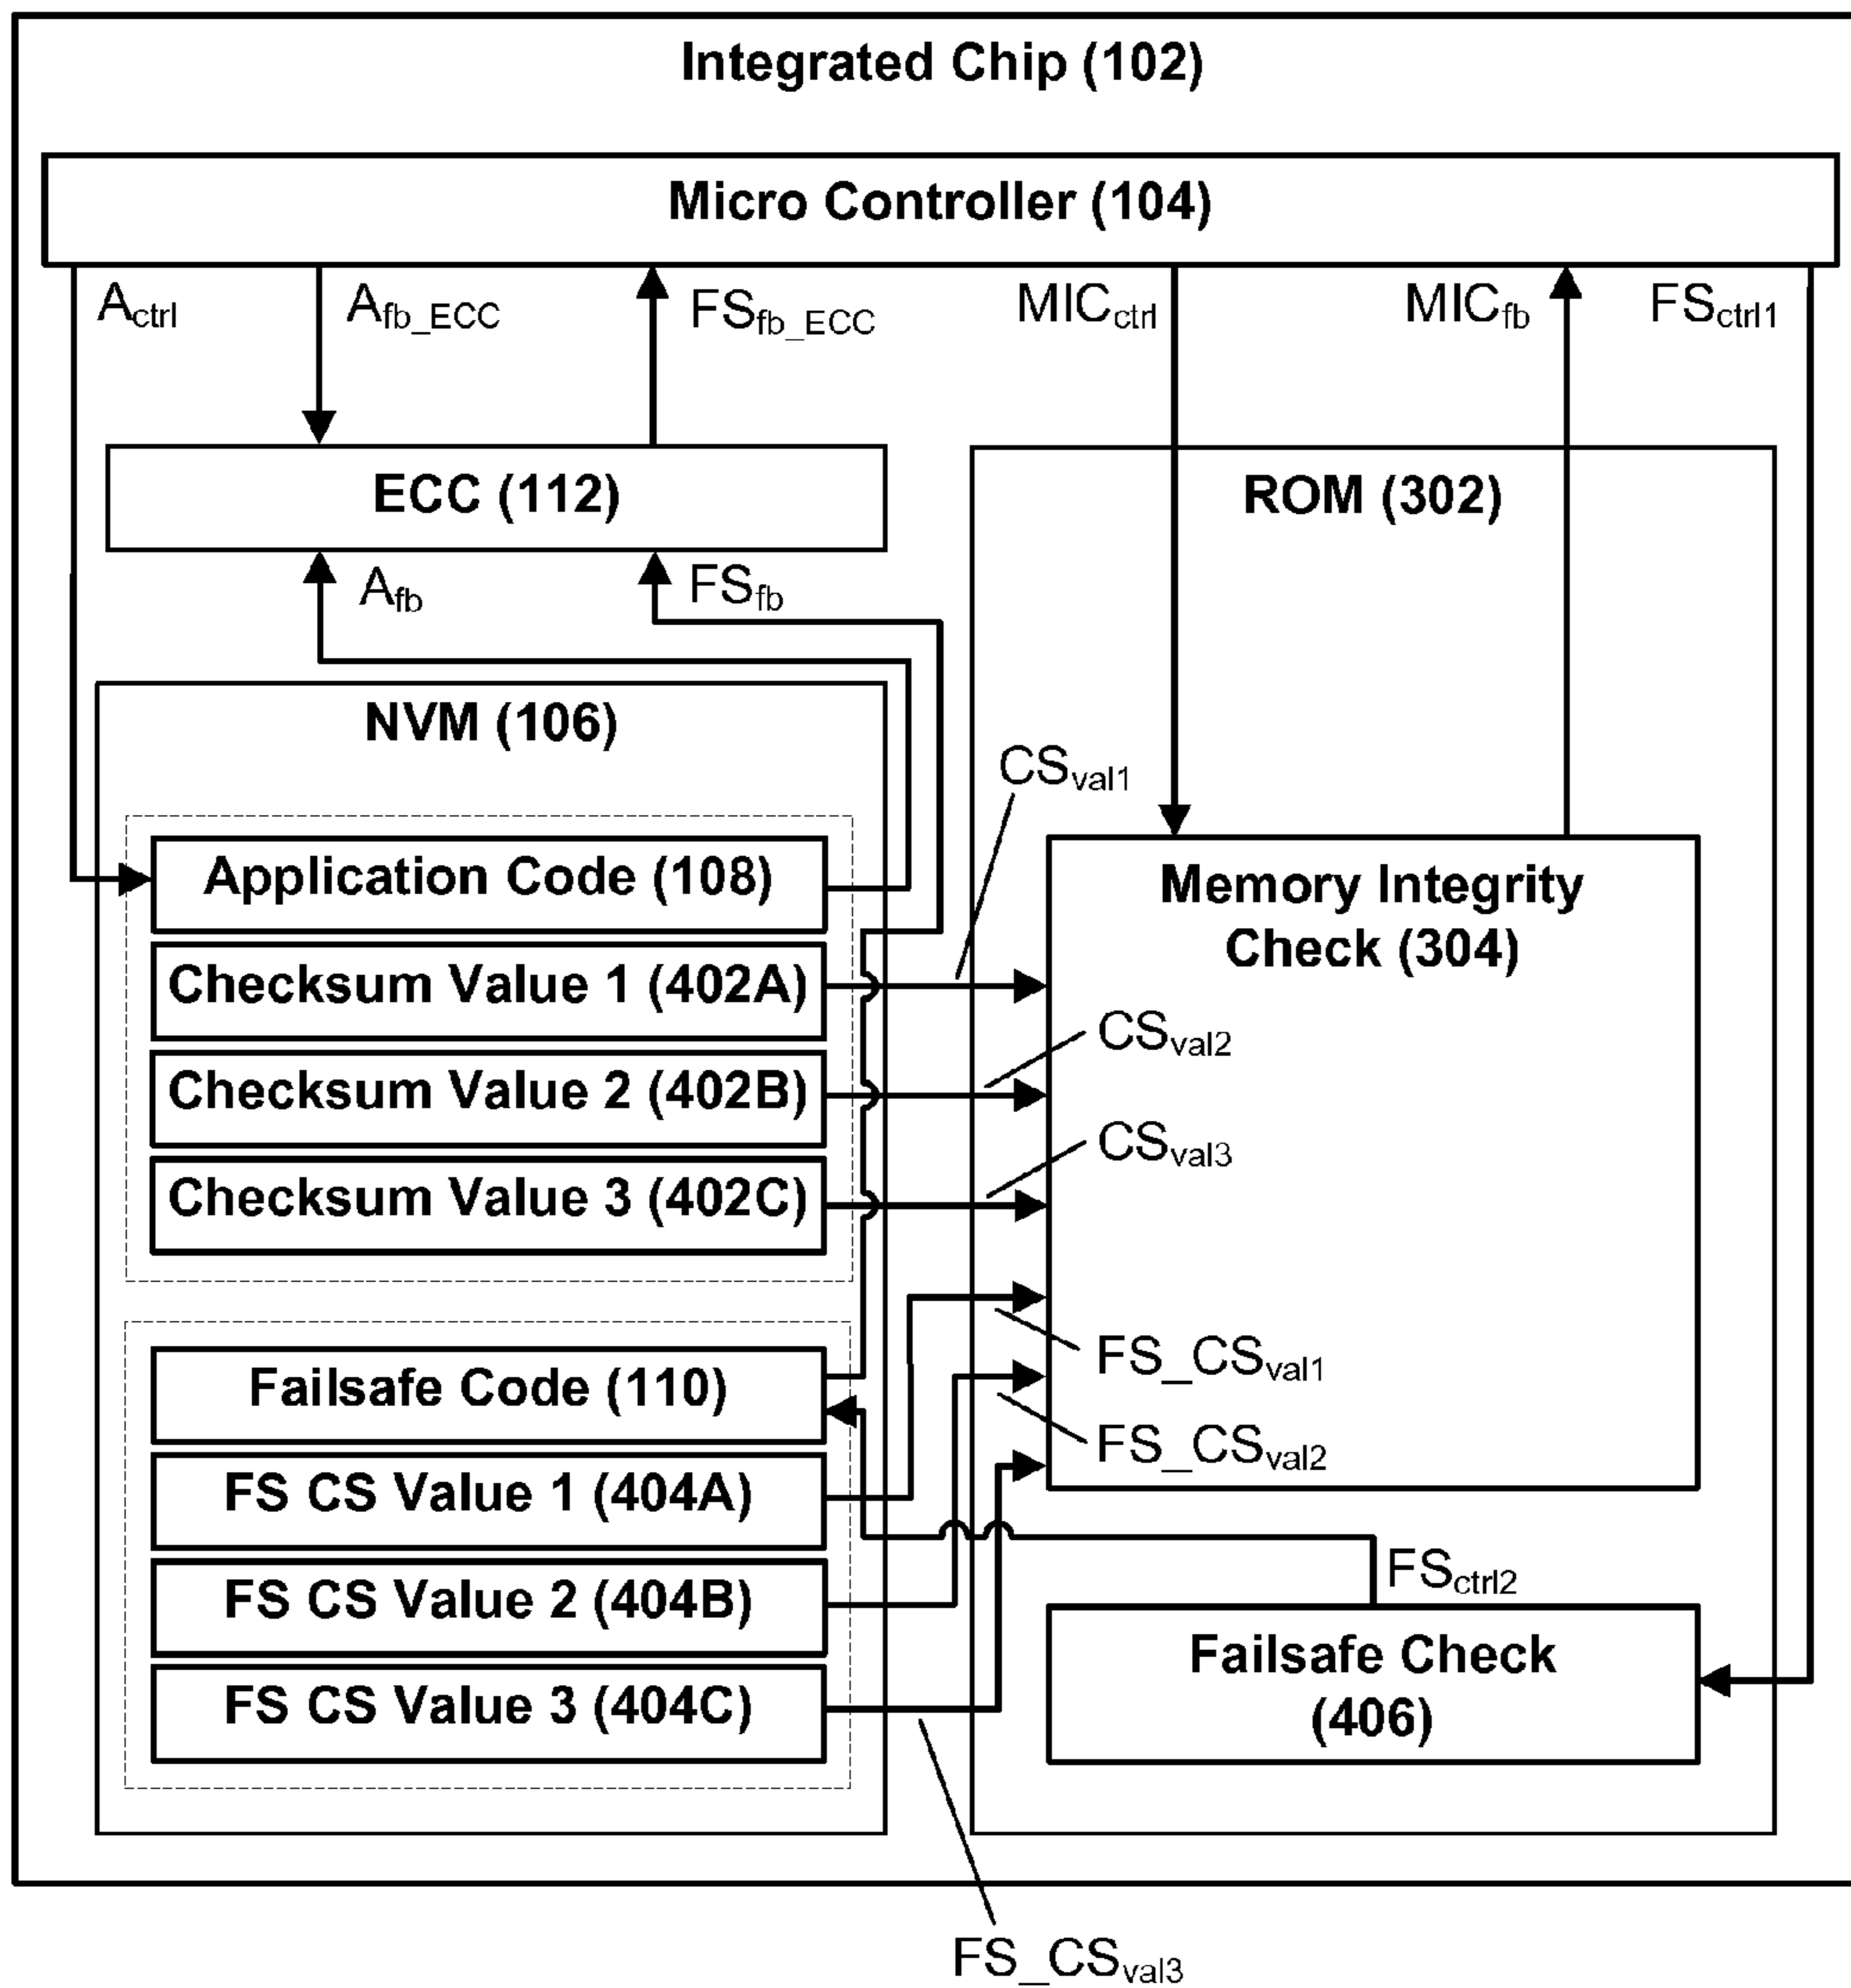 Integrated Chip (102)
Micro Controller (104)
Actrl
Afb_ECC
FSfb_ECC
MICctrl
MICfb
FSctrl1
ECC (112)
ROM (302)
Afb
FSfb
NVM (106)
CSval1
Application Code (108)
Memory Integrity
Check (304)
Checksum Value 1 (402A)
CSval2
Checksum Value 2 (402B)
CSval3
Checksum Value 3 (402C)
FS_CSval1
Failsafe Code (110)
FS_CSval2
FS CS Value 1 (404A)
FSctrl2
FS CS Value 2 (404B)
Failsafe Check
(406)
FS CS Value 3 (404C)
FS_CSval3